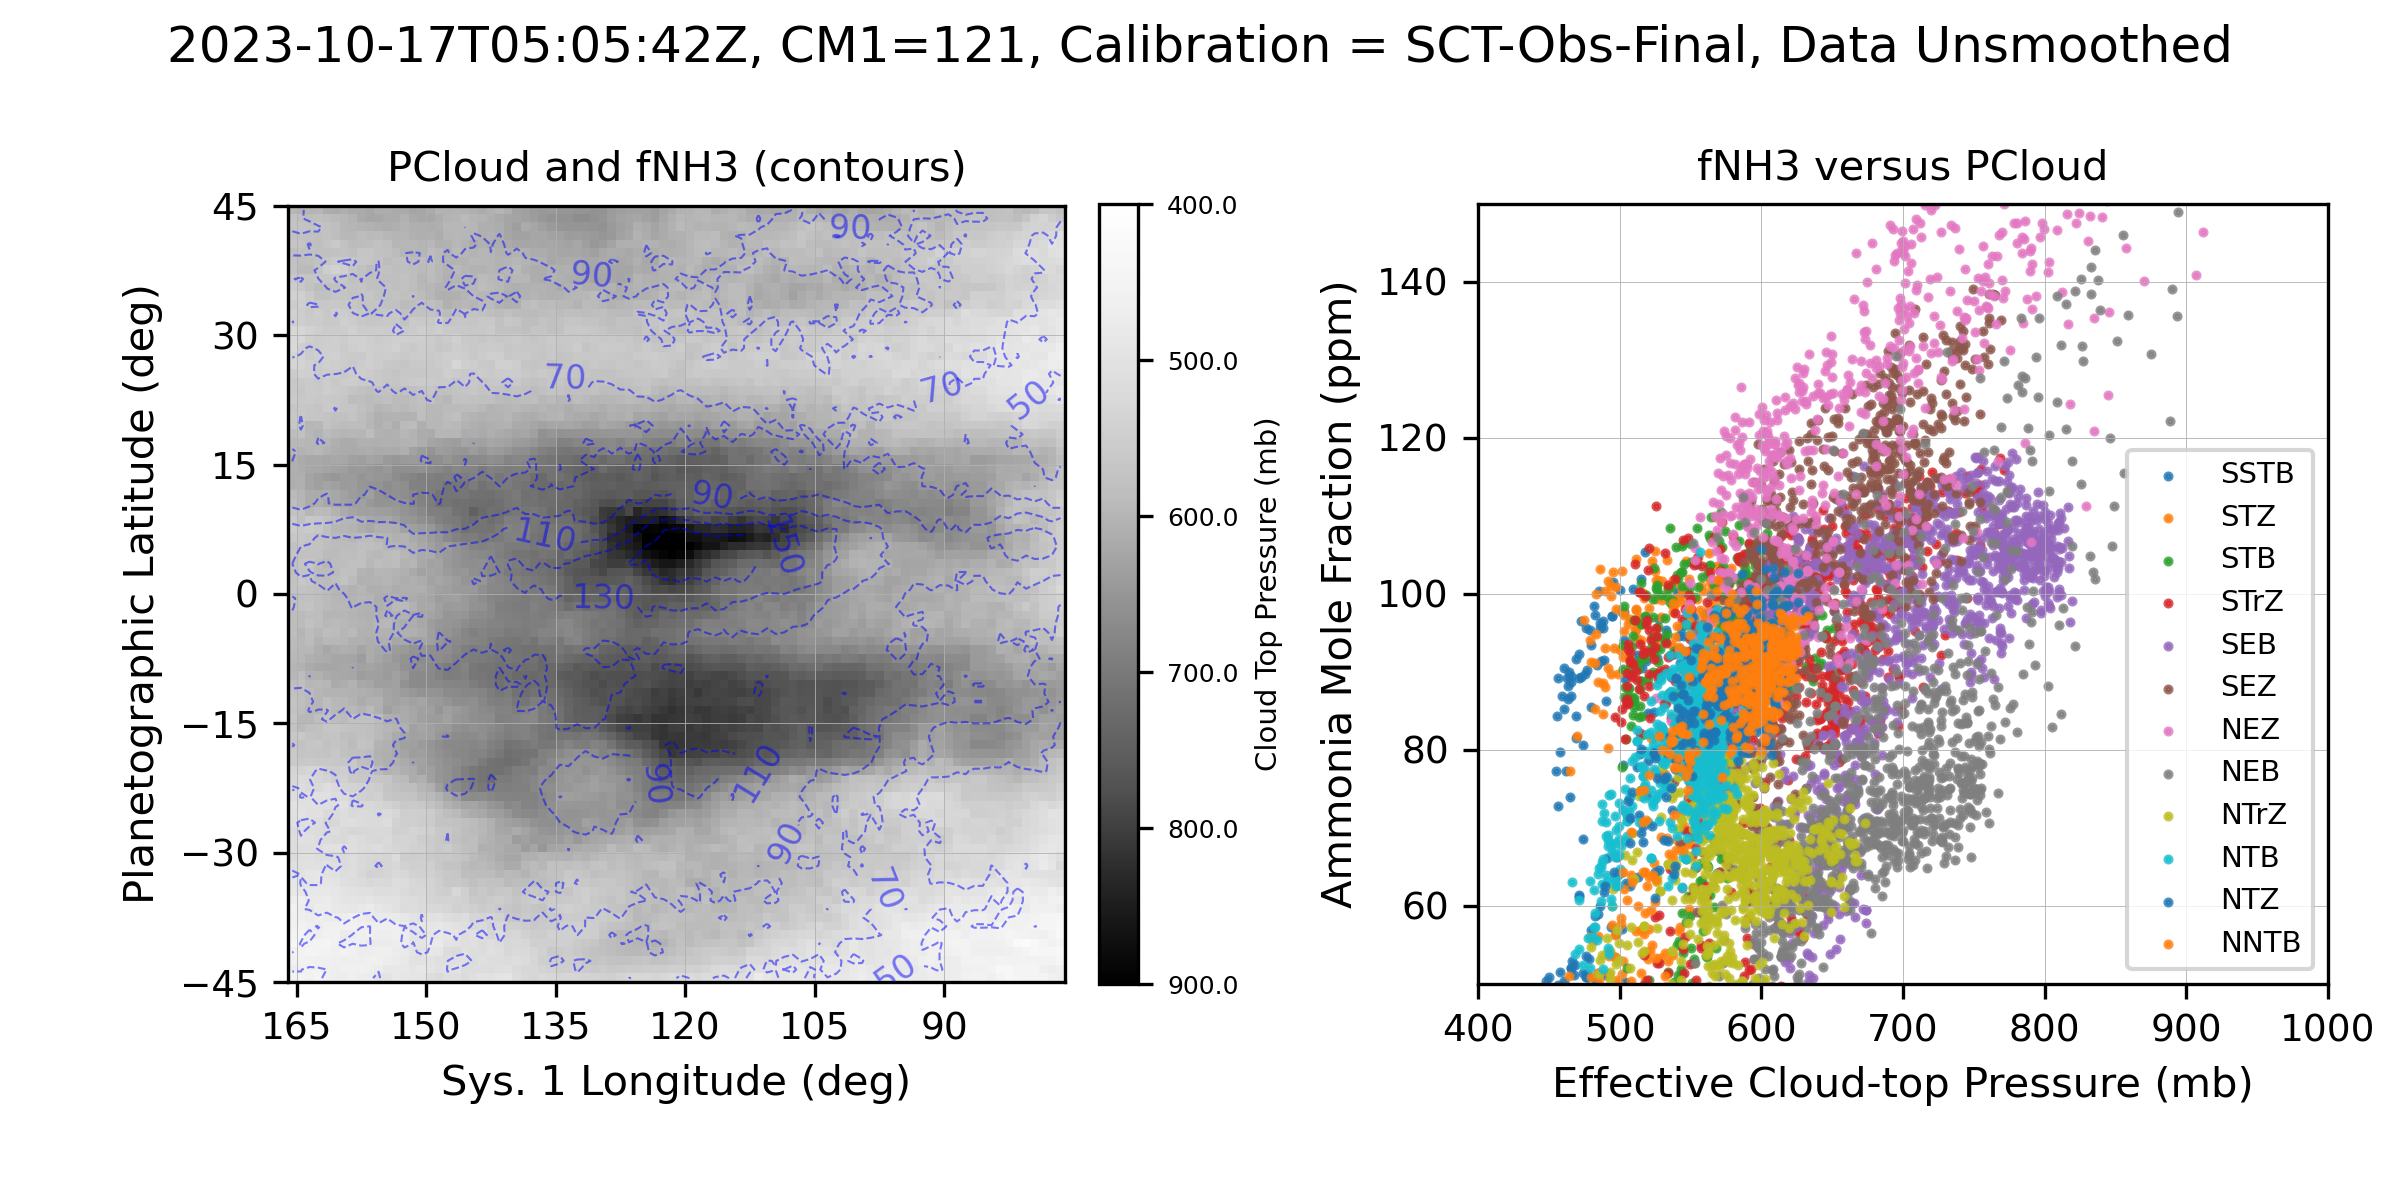 2023-10-17T05:05:42Z, CM1=121, Calibration = SCT-Obs-Final, Data Unsmoothed
PCloud and fNH3 (contours)
45
30
15
0
−15
−30
−45
Planetographic Latitude (deg)
165
150
135
120
105
90
Sys. 1 Longitude (deg)
90
90
70
70
50
90
110
150
130
90
110
90
70
50
400.0
500.0
600.0
700.0
800.0
900.0
Cloud Top Pressure (mb)
fNH3 versus PCloud
140
120
100
80
60
Ammonia Mole Fraction (ppm)
400
500
600
700
800
900
1000
Effective Cloud-top Pressure (mb)
SSTB
STZ
STB
STrZ
SEB
SEZ
NEZ
NEB
NTrZ
NTB
NTZ
NNTB